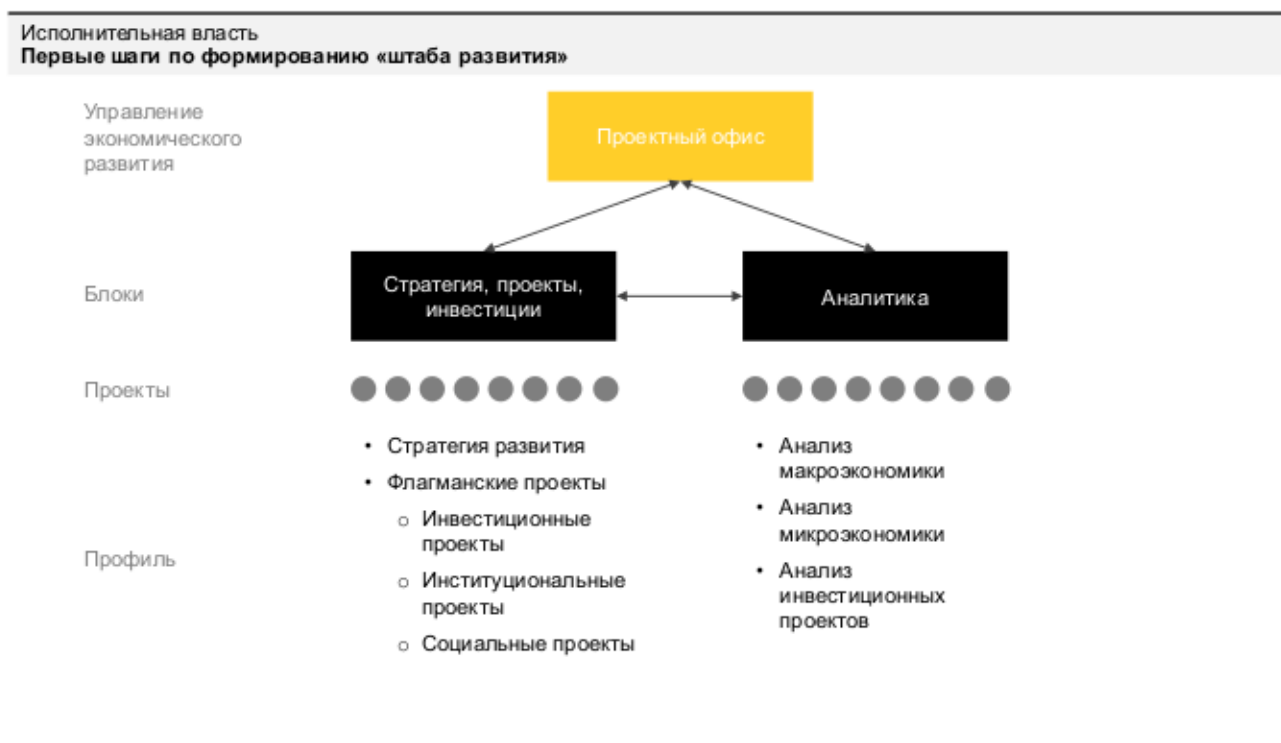 Исполнительная власть
Первые шаги по формированию «штаба развития»
Управление
экономического
развития
Проектный офис
Блоки
Стратегия, проекты,
инвестиции
Аналитика
Проекты
Профиль
• Стратегия развития
• Флагманские проекты
o Инвестиционные
проекты
o Институциональные
проекты
o Социальные проекты
• Анализ
макроэкономики
• Анализ
микроэкономики
• Анализ
инвестиционных
проектов